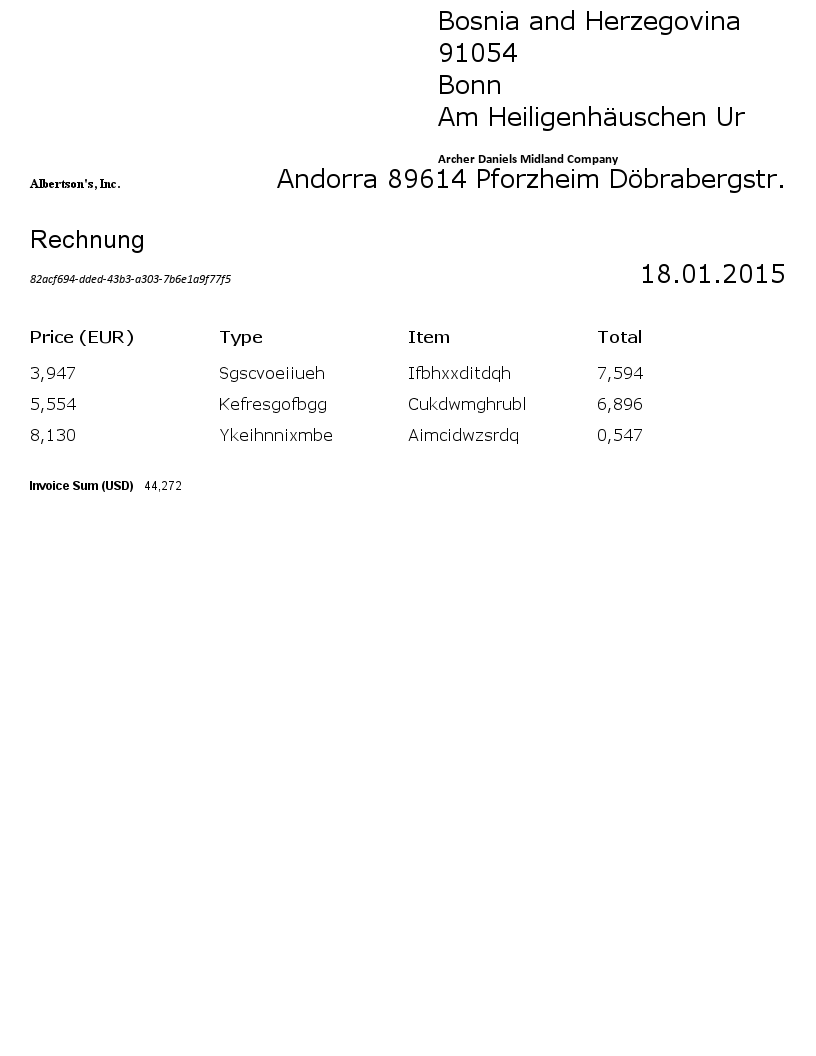 Bosnia and Herzegovina
91054
Bonn
Am Heiligenhäuschen Ur
Archer Daniels Midland Company
Albertson's, Inc. Andorra 89614 Pforzheim Döbrabergstr.
Rechnung
82acf694-dded-43b3-a303-7b6e1a9f77f5 18.01.2015
Price (EUR) Type Item Total
3,947 Sgscvoeiiueh Ifbhxxditdqh 7,594
5,554 Kefresgofbgg Cukdwmghrubl 6,896
8,130 Ykeihnnixmbe Aimcidwzsrdq 0,547
Invoice Sum (USD) 44,272